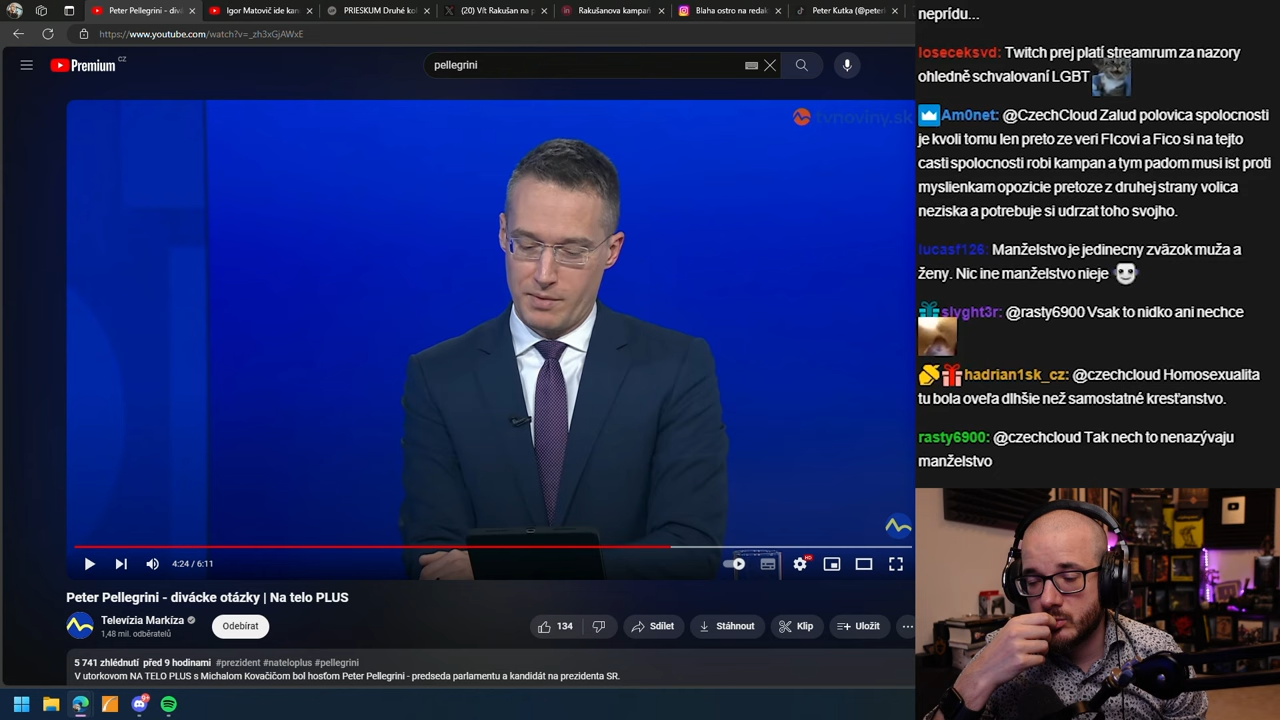 Peter Pellegrini - divác
Igor Matovič ide kan
PRIESKUM Druhé kol
(20) Vít Rakušan na p
Rakušanova kampaň
Blaha ostro na redak
Peter Kutka (@peter
https://www.youtube.com/watch?v=_zh3xGjAWxE
Premium CZ
pellegrini
tvnoviny.sk
4:24 / 6:11
HD
Peter Pellegrini - divácke otázky | Na telo PLUS
Televízia Markíza
1,48 mil. odběratelů
Odebírat
134
Sdílet
Stáhnout
Klip
Uložit
5 741 zhlédnutí před 9 hodinami #prezident #nateloplus #pellegrini
V utorkovom NA TELO PLUS s Michalom Kovačičom bol hosťom Peter Pellegrini - predseda parlamentu a kandidát na prezidenta SR.
neprídu...
loseceksvd: Twitch prej platí streamrum za nazory
ohledně schvalovaní LGBT
Am0net: @CzechCloud Zalud polovica spolocnosti
je kvoli tomu len preto ze veri FIcovi a Fico si na tejto
casti spolocnosti robi kampan a tym padom musi ist proti
myslienkam opozicie pretoze z druhej strany volica
neziska a potrebuje si udrzat toho svojho.
lucasf126: Manželstvo je jedinecny zväzok muža a
ženy. Nic ine manželstvo nieje
slyght3r: @rasty6900 Vsak to nidko ani nechce
hadrian1sk_cz: @czechcloud Homosexualita
tu bola oveľa dlhšie než samostatné kresťanstvo.
rasty6900: @czechcloud Tak nech to nenazývaju
manželstvo